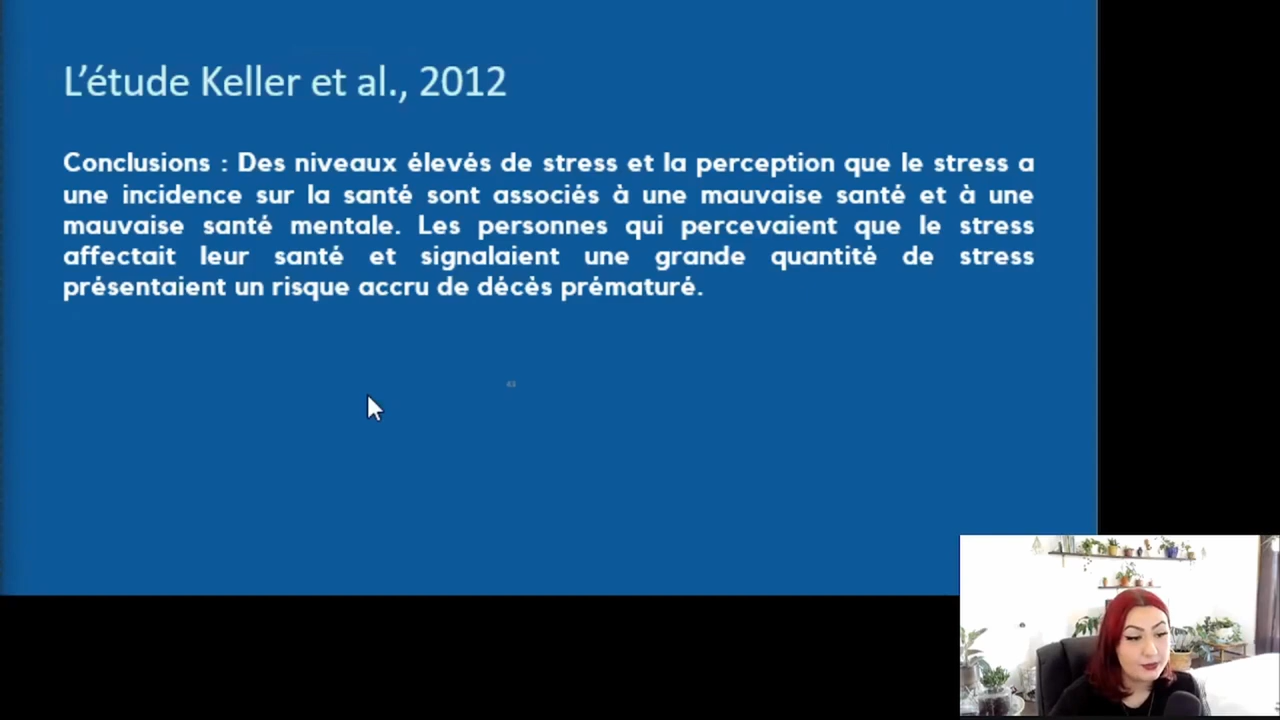 L’étude Keller et al., 2012
Conclusions : Des niveaux élevés de stress et la perception que le stress a
une incidence sur la santé sont associés à une mauvaise santé et à une
mauvaise santé mentale. Les personnes qui percevaient que le stress
affectait leur santé et signalaient une grande quantité de stress
présentaient un risque accru de décès prématuré.